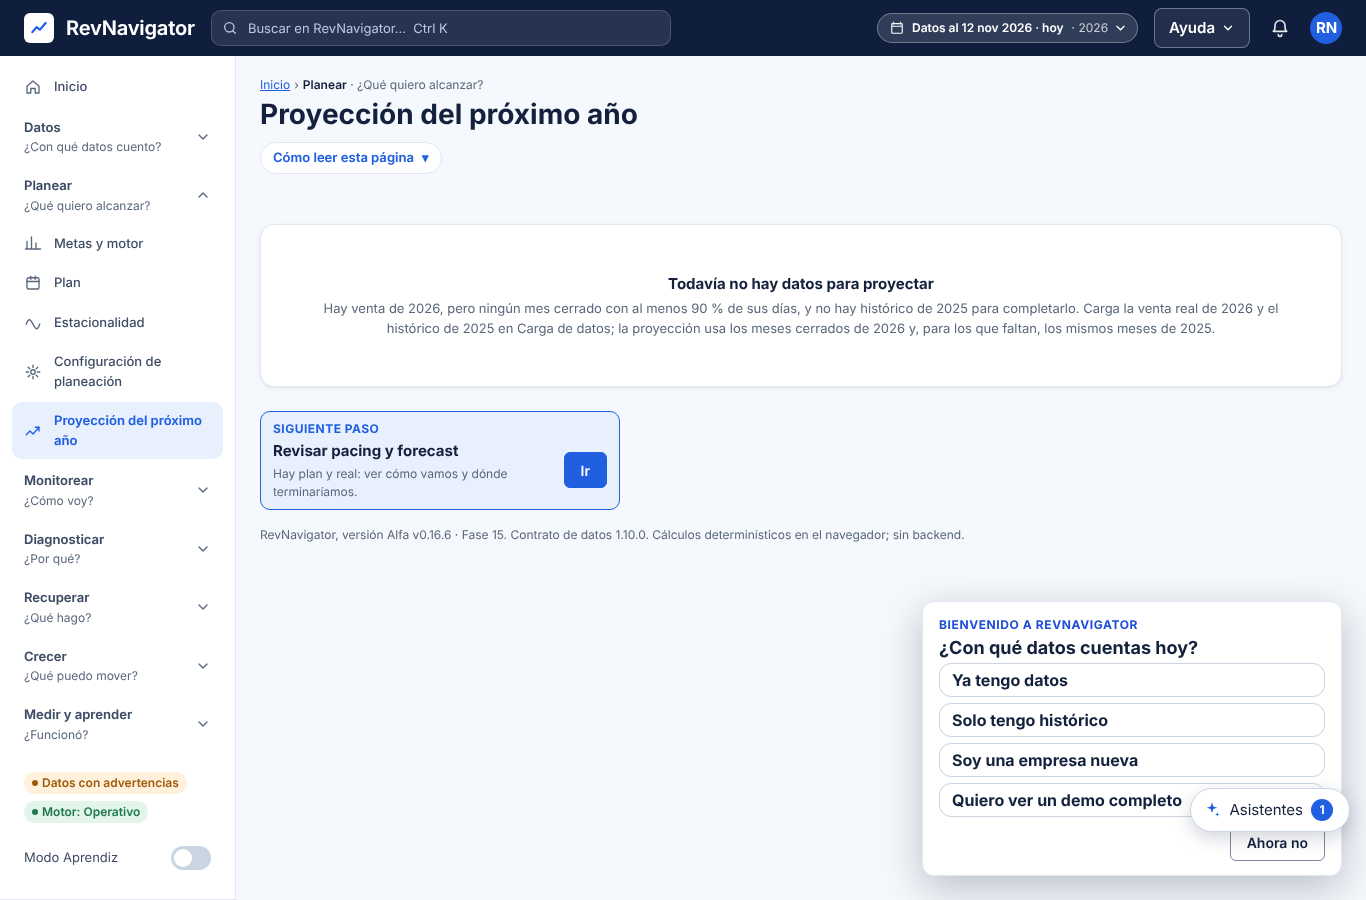 RevNavigator
Buscar en RevNavigator... Ctrl K
Datos al 12 nov 2026 · hoy · 2026
Ayuda
RN
Inicio
Datos
¿Con qué datos cuento?
Planear
¿Qué quiero alcanzar?
Metas y motor
Plan
Estacionalidad
Configuración de
planeación
Proyección del próximo
año
Monitorear
¿Cómo voy?
Diagnosticar
¿Por qué?
Recuperar
¿Qué hago?
Crecer
¿Qué puedo mover?
Medir y aprender
¿Funcionó?
Datos con advertencias
Motor: Operativo
Modo Aprendiz
Inicio › Planear · ¿Qué quiero alcanzar?
Proyección del próximo año
Cómo leer esta página ▼
Todavía no hay datos para proyectar
Hay venta de 2026, pero ningún mes cerrado con al menos 90 % de sus días, y no hay histórico de 2025 para completarlo. Carga la venta real de 2026 y el
histórico de 2025 en Carga de datos; la proyección usa los meses cerrados de 2026 y, para los que faltan, los mismos meses de 2025.
SIGUIENTE PASO
Revisar pacing y forecast
Hay plan y real: ver cómo vamos y dónde
terminaríamos.
Ir
RevNavigator, versión Alfa v0.16.6 · Fase 15. Contrato de datos 1.10.0. Cálculos determinísticos en el navegador; sin backend.
BIENVENIDO A REVNAVIGATOR
¿Con qué datos cuentas hoy?
Ya tengo datos
Solo tengo histórico
Soy una empresa nueva
Quiero ver un demo completo
Asistentes 1
Ahora no